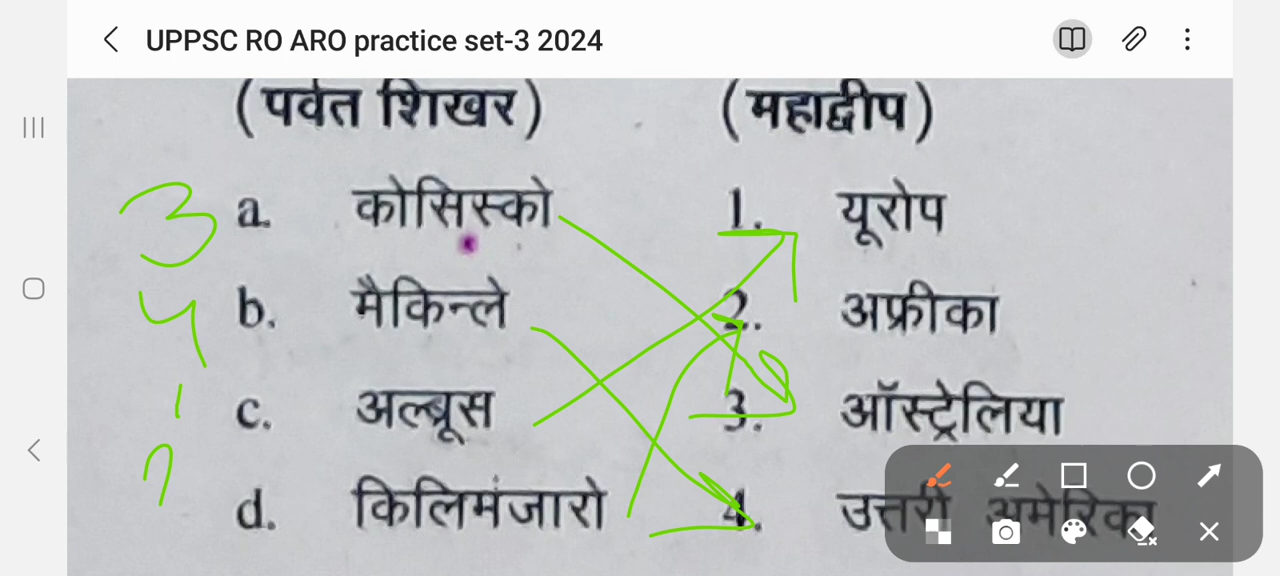 UPPSC RO ARO practice set-3 2024
(पर्वत शिखर) (महाद्वीप)
3 a. कोसिस्को 1. यूरोप
4 b. मैकिन्ले 2. अफ्रीका
1 c. अल्ब्रूस 3. ऑस्ट्रेलिया
2 d. किलिमंजारो 4. उत्तरी अमेरिका